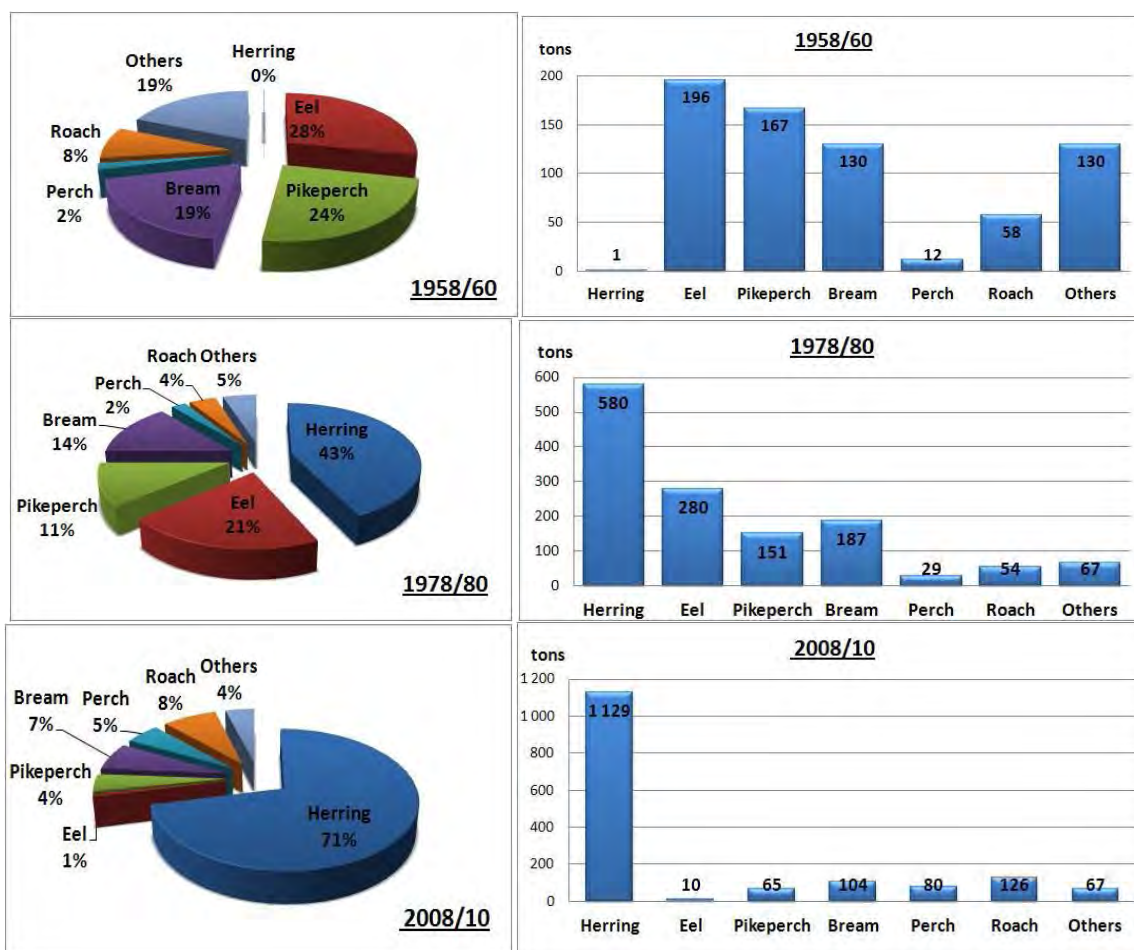 Herring
0%
Others
19%
Eel
28%
Roach
8%
Perch
2%
Bream
19%
Pikeperch
24%
1958/60
1958/60
tons
200
150
100
50
0
1
196
167
130
12
58
130
Herring Eel Pikeperch Bream Perch Roach Others
Roach Others
4% 5%
Perch
2%
Bream
14%
Herring
43%
Pikeperch
11%
Eel
21%
1978/80
1978/80
tons
600
500
400
300
200
100
0
580
280
151
187
29
54
67
Herring Eel Pikeperch Bream Perch Roach Others
Others
4%
Roach
8%
Perch
5%
Bream
7%
Pikeperch
4%
Eel
1%
Herring
71%
2008/10
2008/10
tons
1 200
1 000
800
600
400
200
0
1 129
10
65
104
80
126
67
Herring Eel Pikeperch Bream Perch Roach Others